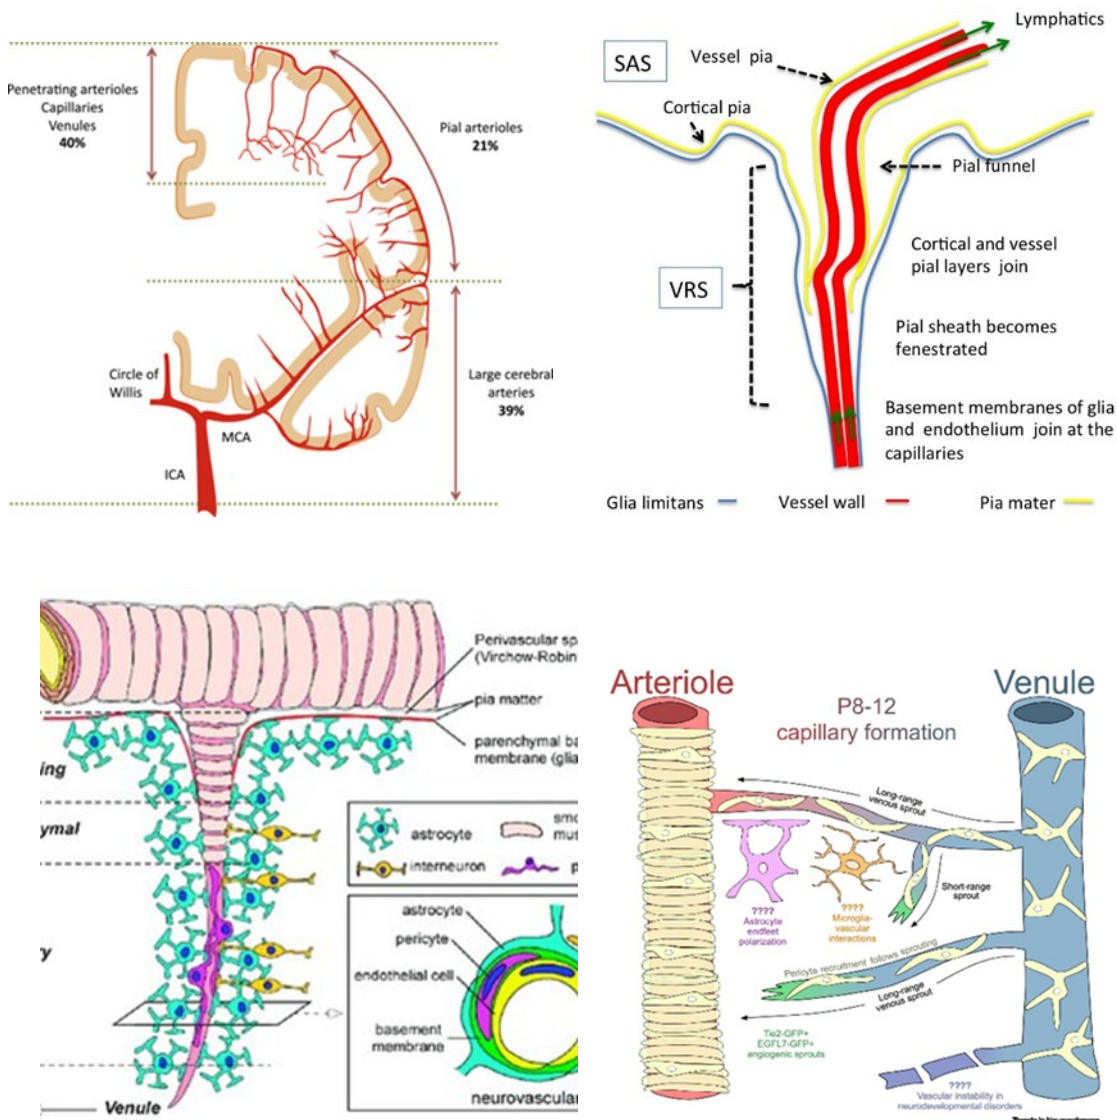 Penetrating arterioles
Capillaries
Venules
40%
Pial arterioles
21%
Circle of
Willis
MCA
ICA
Large cerebral
arteries
39%
Lymphatics
SAS
Vessel pia
Cortical pia
Pial funnel
Cortical and vessel
pial layers join
VRS
Pial sheath becomes
fenestrated
Basement membranes of glia
and endothelium join at the
capillaries
Glia limitans
Vessel wall
Pia mater
Perivascular sp
(Virchow-Robin
pia matter
parenchymal ba
membrane (glia
ing
ymal
ry
Venule
astrocyte
smo
mus
interneuron
p
astrocyte
pericyte
endothelial cell
basement
membrane
neurovascular
Arteriole
Venule
P8-12
capillary formation
Long-range
venous sprout
Short-range
sprout
????
Astrocyte
endfeet
polarization
????
Microglia-
vascular
interactions
Pericyte recruitment follows sprouting
Long-range
venous sprout
Tie2-GFP+
EGFL7-GFP+
angiogenic sprouts
????
Vascular instability in
neurodevelopmental disorders